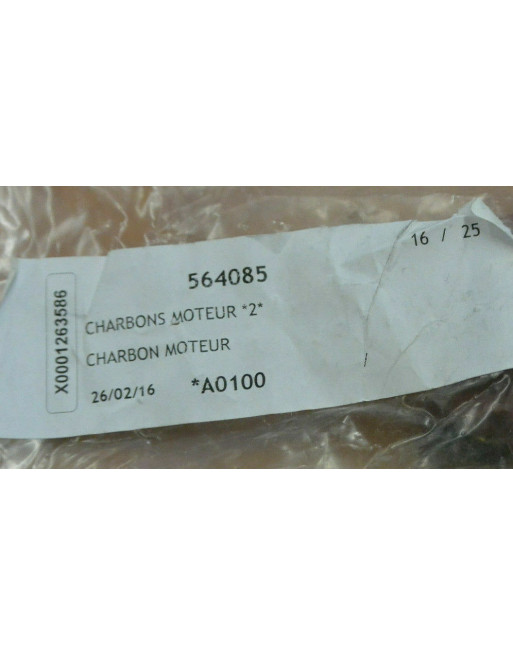 16 / 25
564085
X0001263586
CHARBONS MOTEUR *2*
CHARBON MOTEUR
26/02/16 *A0100